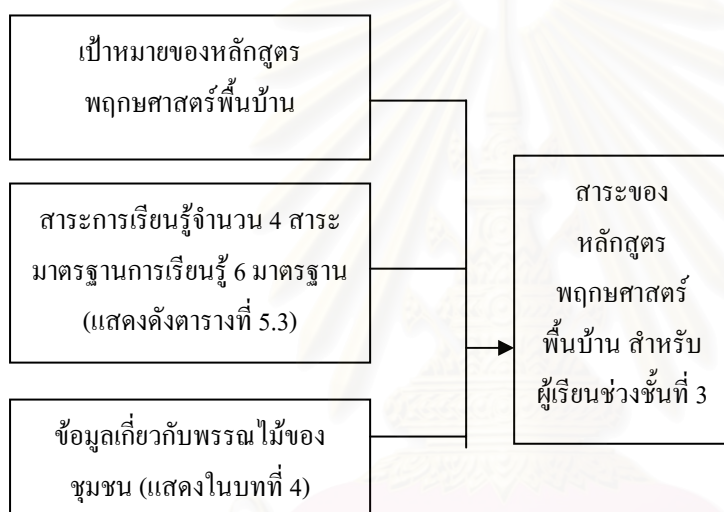 เป้าหมายของหลักสูตร
พฤกษศาสตร์พื้นบ้าน
สาระการเรียนรู้จำนวน 4 สาระ
มาตรฐานการเรียนรู้ 6 มาตรฐาน
(แสดงดังตารางที่ 5.3)
ข้อมูลเกี่ยวกับพรรณไม้ของ
ชุมชน (แสดงในบทที่ 4)
สาระของ
หลักสูตร
พฤกษศาสตร์
พื้นบ้าน สำหรับ
ผู้เรียนช่วงชั้นที่ 3